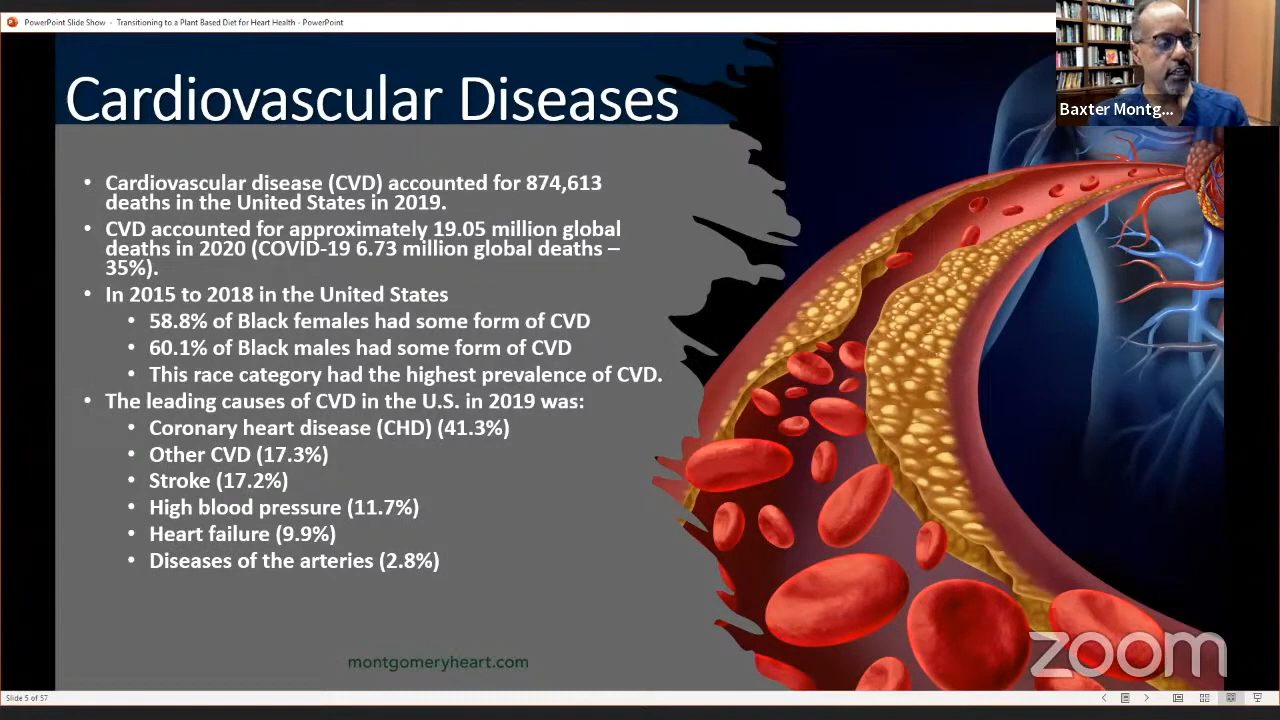 PowerPoint Slide Show - Transitioning to a Plant Based Diet for Heart Health - PowerPoint
Baxter Montg...
Cardiovascular Diseases
• Cardiovascular disease (CVD) accounted for 874,613
deaths in the United States in 2019.
• CVD accounted for approximately 19.05 million global
deaths in 2020 (COVID-19 6.73 million global deaths –
35%).
• In 2015 to 2018 in the United States
• 58.8% of Black females had some form of CVD
• 60.1% of Black males had some form of CVD
• This race category had the highest prevalence of CVD.
• The leading causes of CVD in the U.S. in 2019 was:
• Coronary heart disease (CHD) (41.3%)
• Other CVD (17.3%)
• Stroke (17.2%)
• High blood pressure (11.7%)
• Heart failure (9.9%)
• Diseases of the arteries (2.8%)
montgomeryheart.com
zoom
Slide 5 of 57